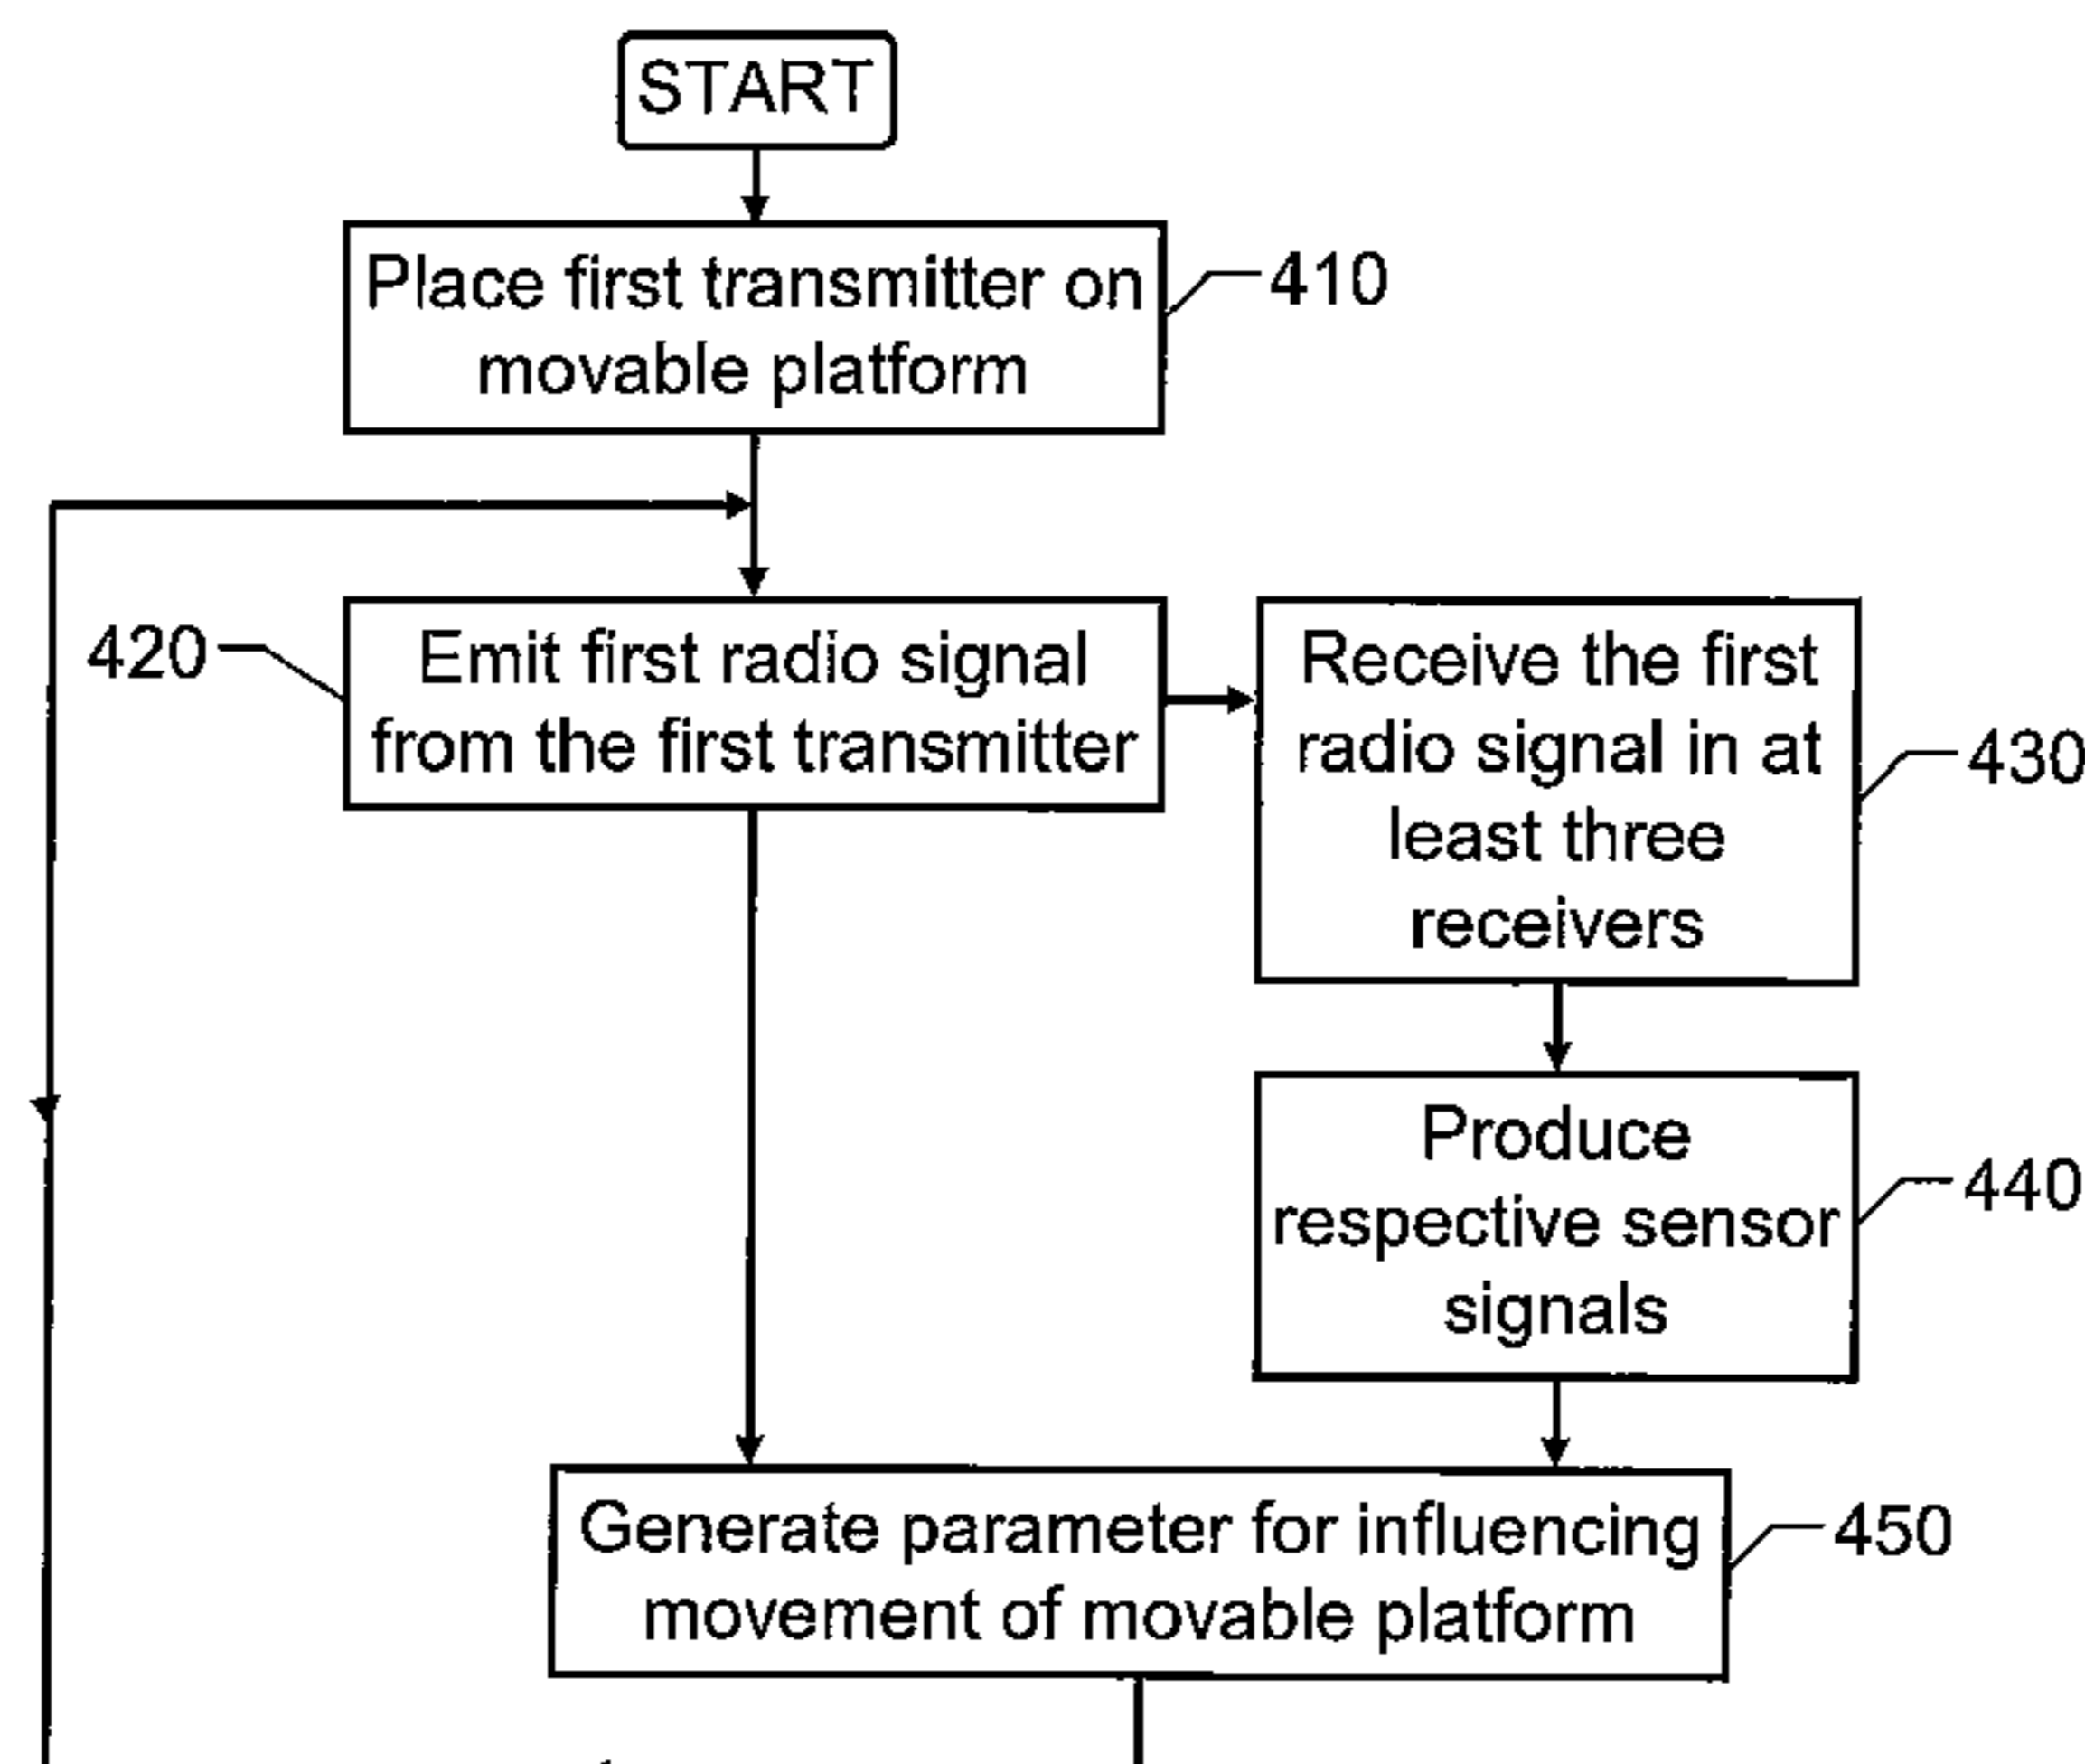 START
Place first transmitter on
movable platform
410
420
Emit first radio signal
from the first transmitter
Receive the first
radio signal in at
least three
receivers
430
Produce
respective sensor
signals
440
Generate parameter for influencing
movement of movable platform
450